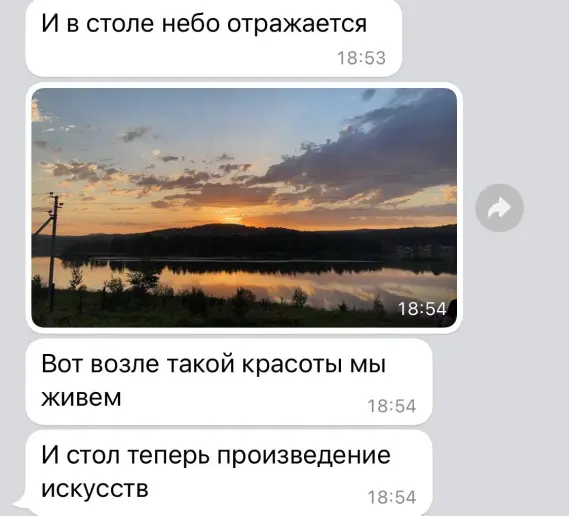 И в столе небо отражается
18:53
18:54
Вот возле такой красоты мы
живем
18:54
И стол теперь произведение
искусств
18:54